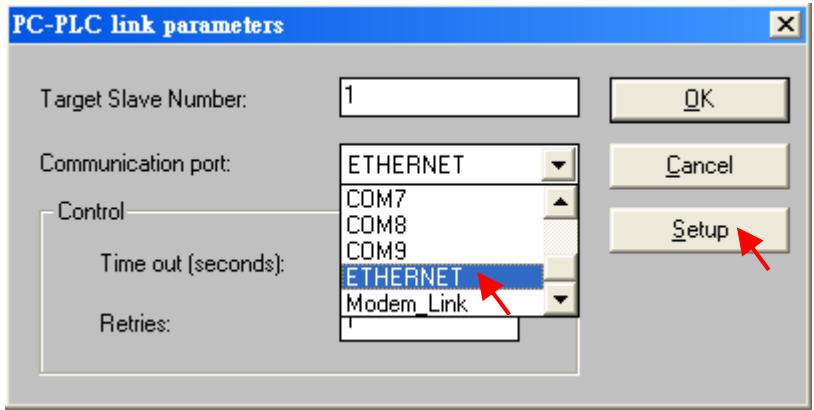 PC-PLC link parameters
Target Slave Number:
1
OK
Communication port:
ETHERNET
Cancel
COM7
COM8
COM9
ETHERNET
Modem_Link
Control
Setup
Time out (seconds):
Retries: